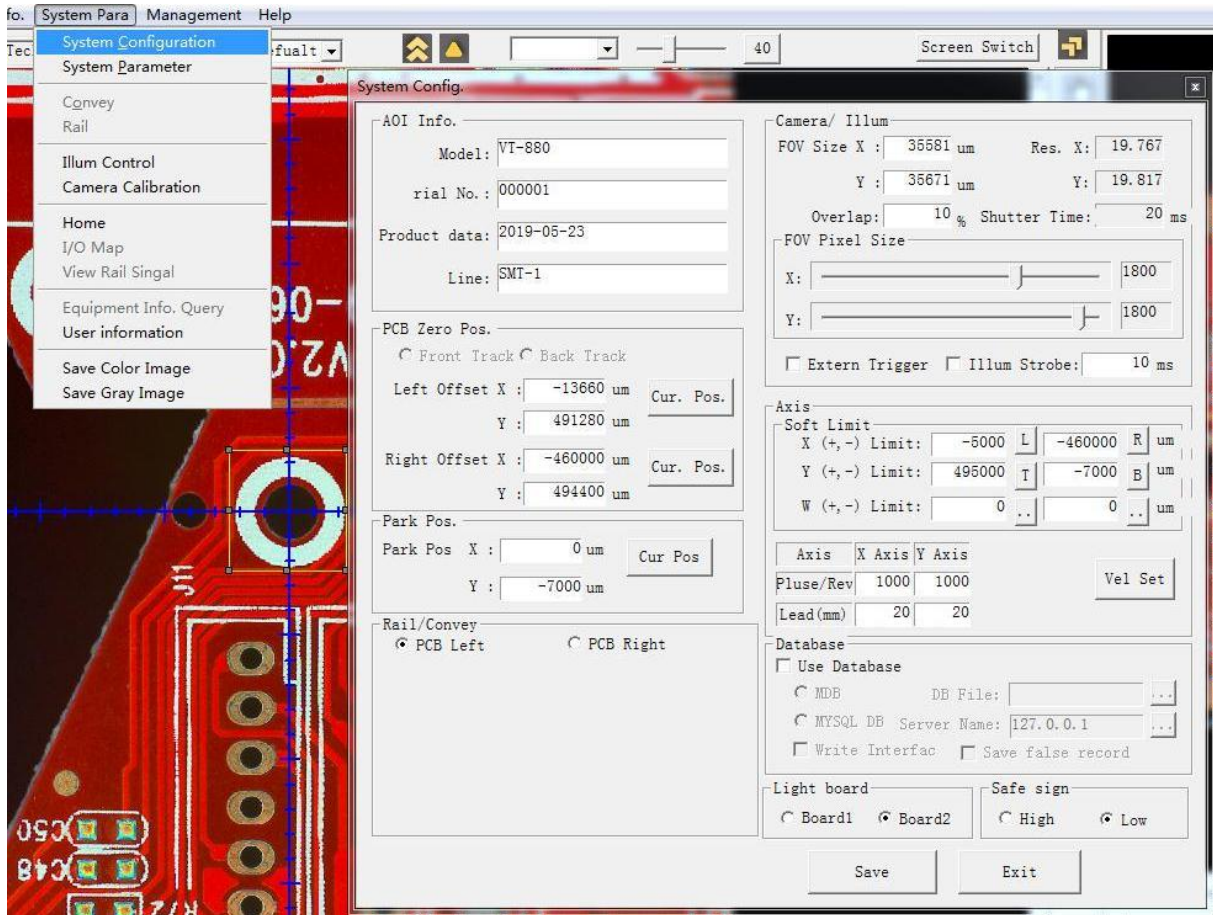 fo. System Para Management Help
Tec
efualt
40
Screen Switch
System Configuration
System Parameter
Convey
Rail
Illum Control
Camera Calibration
Home
I/O Map
View Rail Singal
Equipment Info. Query
User information
Save Color Image
Save Gray Image
System Config.
AOI Info.
Model: VT-880
rial No.: 000001
Product data: 2019-05-23
Line: SMT-1
PCB Zero Pos.
Front Track Back Track
Left Offset X : -13660 um Cur. Pos.
Y : 491280 um
Right Offset X : -460000 um Cur. Pos.
Y : 494400 um
Park Pos.
Park Pos X : 0 um Cur Pos
Y : -7000 um
Rail/Convey
PCB Left PCB Right
Camera/ Illum
FOV Size X : 35581 um Res. X: 19.767
Y : 35671 um Y: 19.817
Overlap: 10 % Shutter Time: 20 ms
FOV Pixel Size
X: 1800
Y: 1800
Extern Trigger Illum Strobe: 10 ms
Axis
Soft Limit
X (+,-) Limit: -5000 L -460000 R um
Y (+,-) Limit: 495000 T -7000 B um
W (+,-) Limit: 0 .. 0 .. um
Axis X Axis Y Axis
Pluse/Rev 1000 1000
Lead(mm) 20 20
Vel Set
Database
Use Database
MDB DB File: ...
MYSQL DB Server Name: 127.0.0.1 ...
Write Interfac Save false record
Light board
Board1 Board2
Safe sign
High Low
Save Exit
V2.0
J11
C50
C48